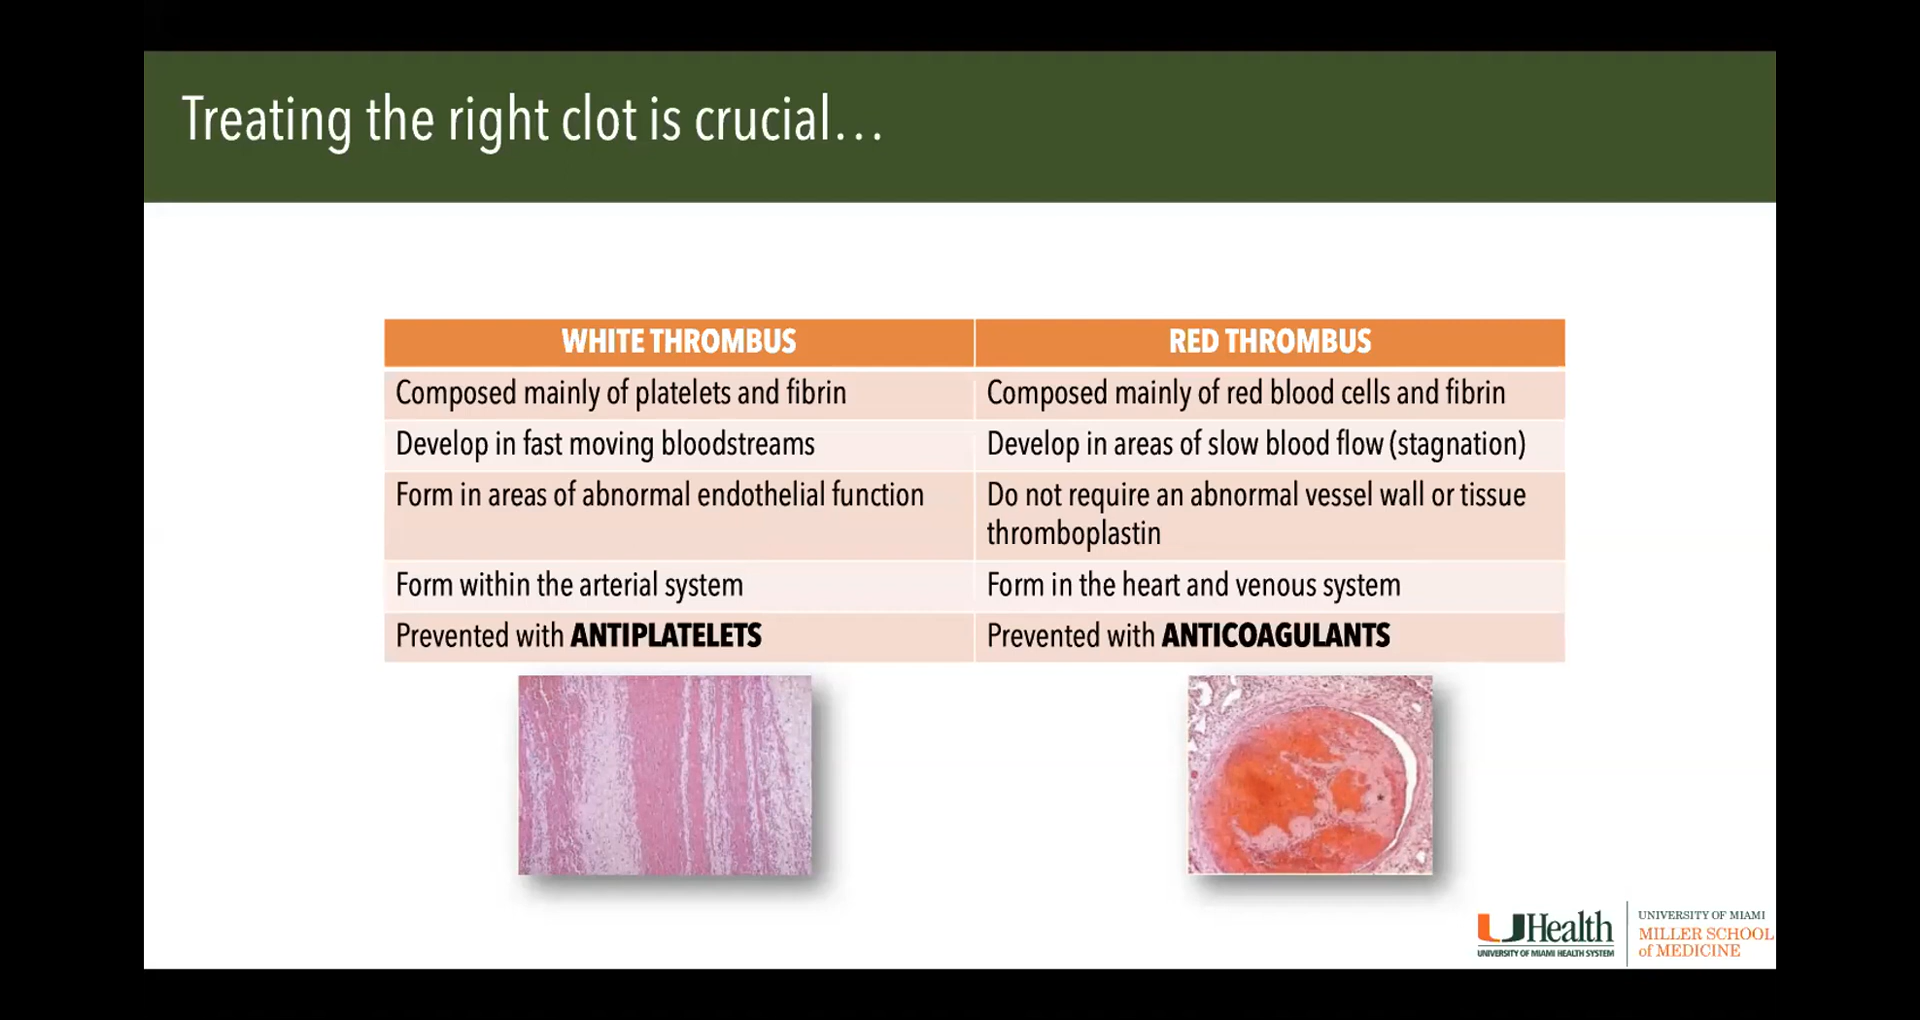 Treating the right clot is crucial...
WHITE THROMBUS
RED THROMBUS
Composed mainly of platelets and fibrin
Composed mainly of red blood cells and fibrin
Develop in fast moving bloodstreams
Develop in areas of slow blood flow (stagnation)
Form in areas of abnormal endothelial function
Do not require an abnormal vessel wall or tissue
thromboplastin
Form within the arterial system
Form in the heart and venous system
Prevented with ANTIPLATELETS
Prevented with ANTICOAGULANTS
UHealth
UNIVERSITY OF MIAMI HEALTH SYSTEM
UNIVERSITY OF MIAMI
MILLER SCHOOL
of MEDICINE